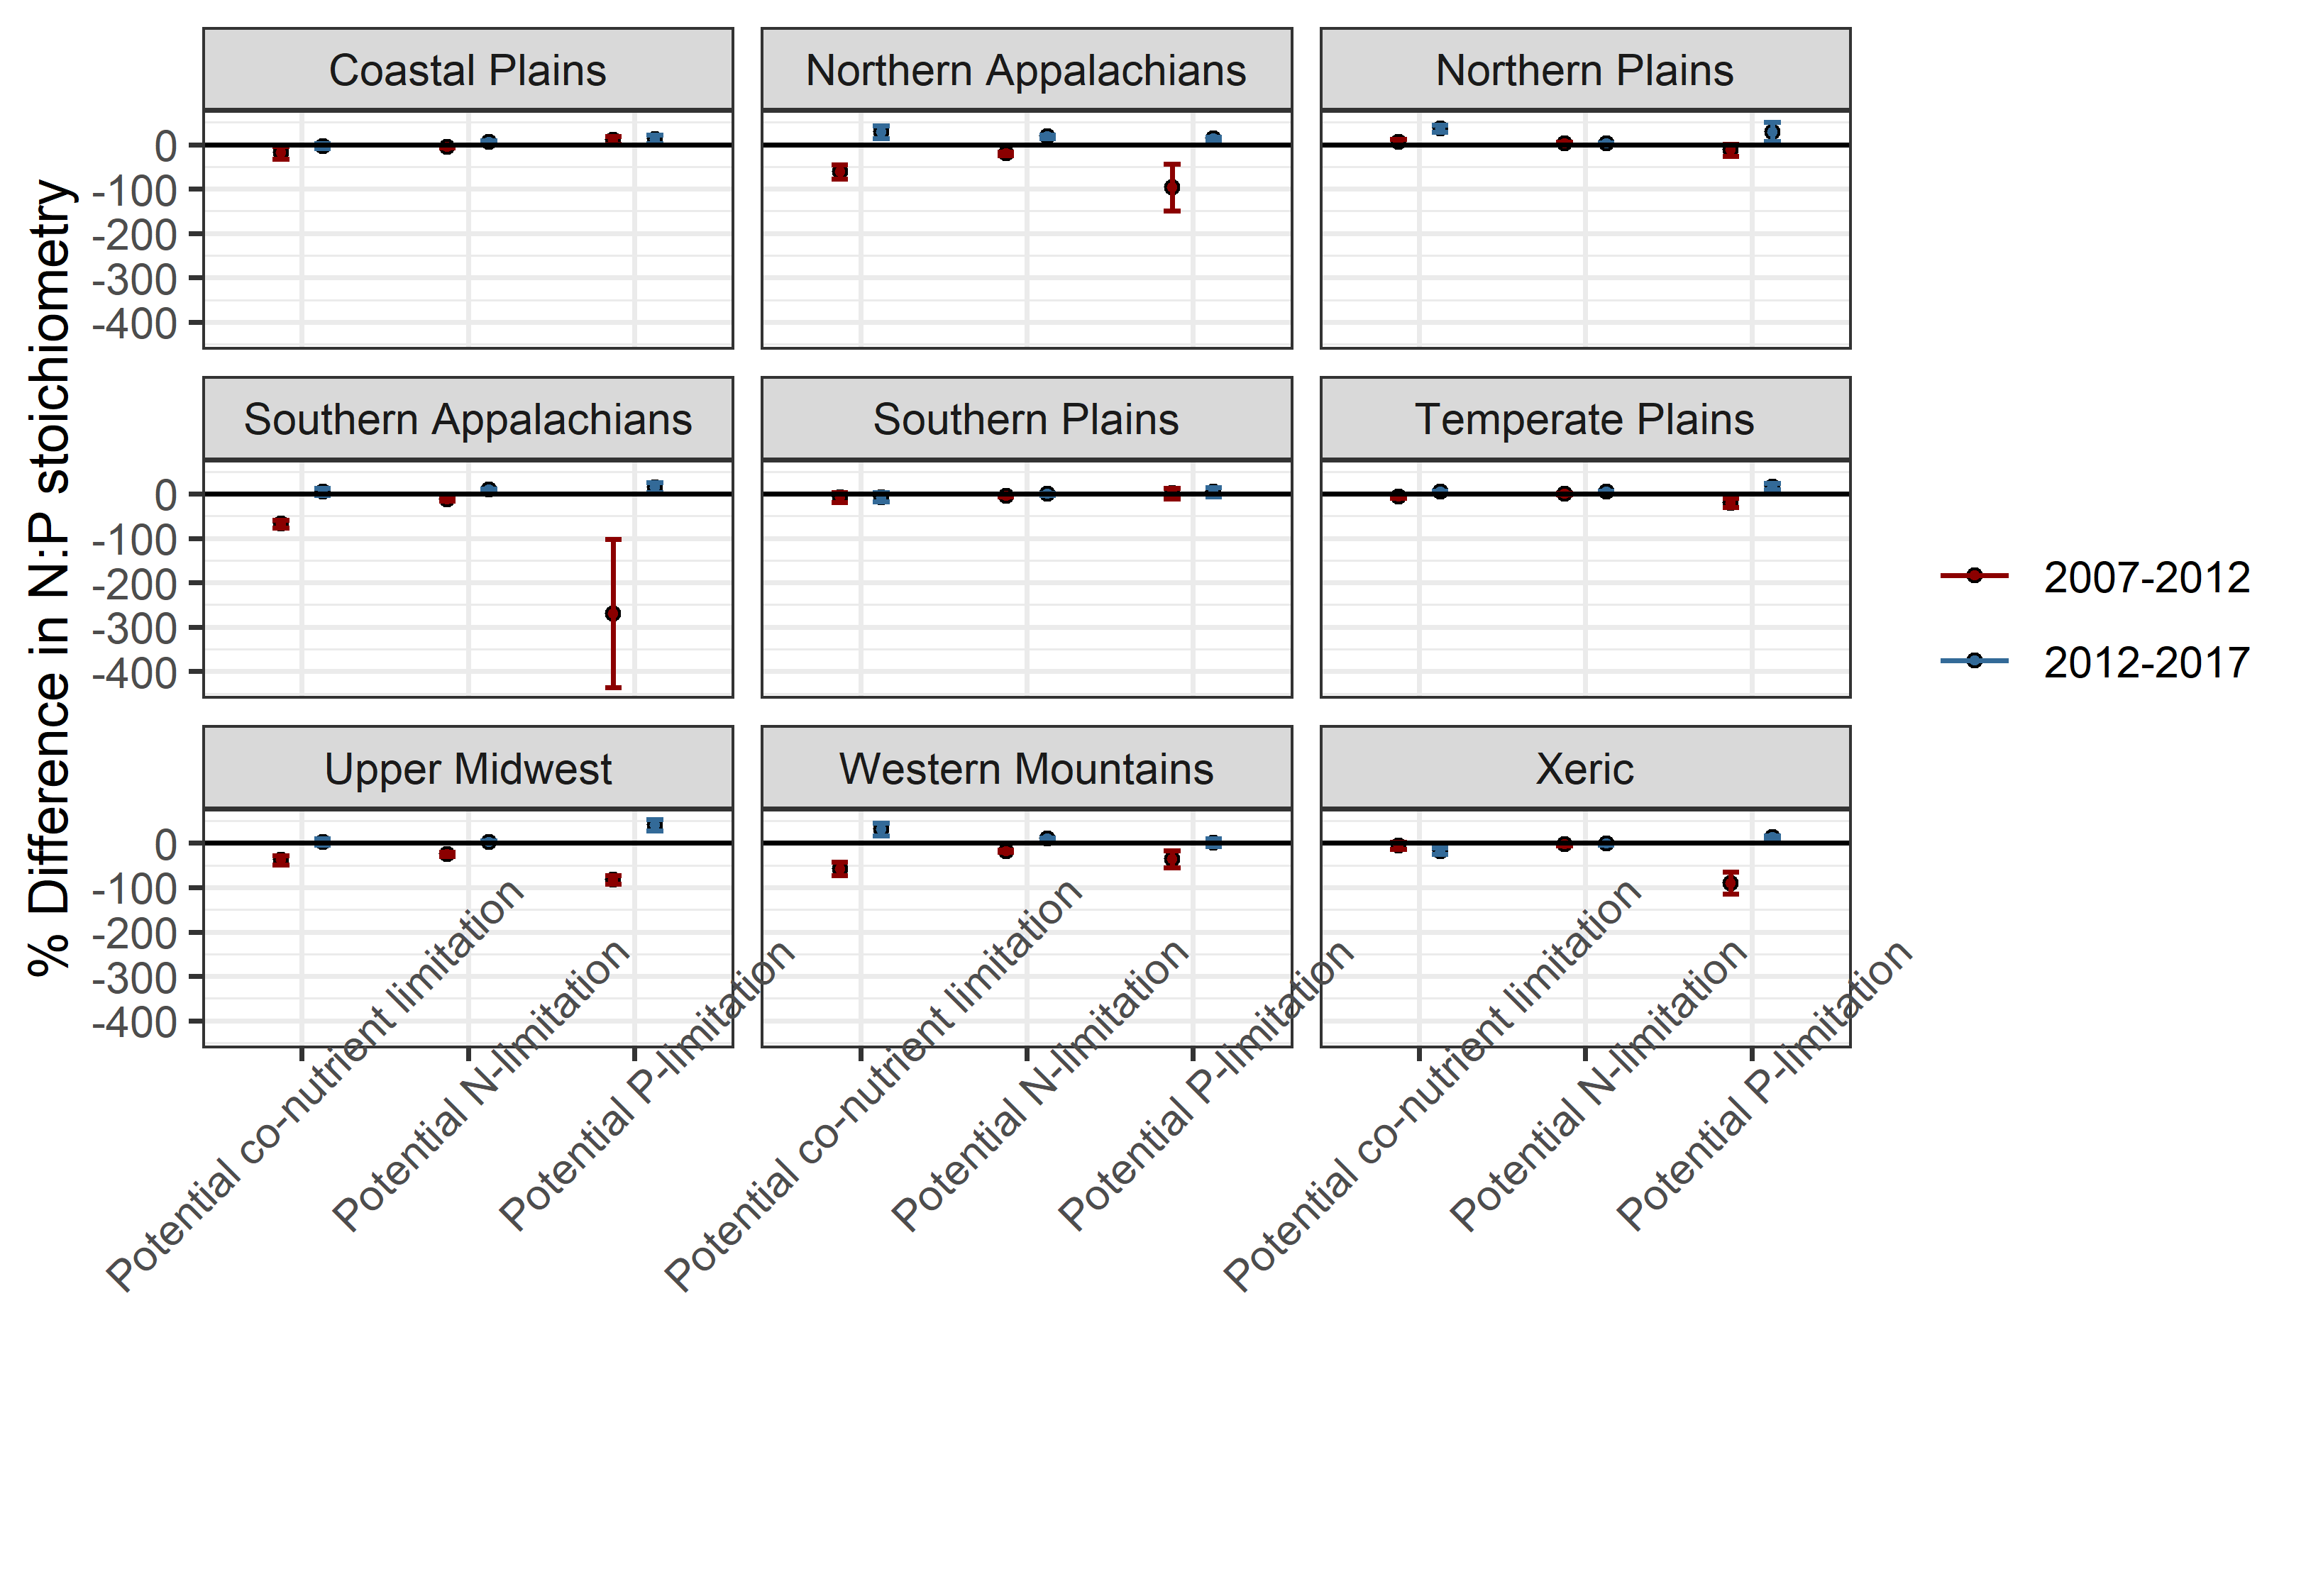 % Difference in N:P stoichiometry
Coastal Plains
Northern Appalachians
Northern Plains
0
-100
-200
-300
-400
Southern Appalachians
Southern Plains
Temperate Plains
0
-100
-200
-300
-400
2007-2012
2012-2017
Upper Midwest
Western Mountains
Xeric
0
-100
-200
-300
-400
Potential co-nutrient limitation
Potential N-limitation
Potential P-limitation
Potential co-nutrient limitation
Potential N-limitation
Potential P-limitation
Potential co-nutrient limitation
Potential N-limitation
Potential P-limitation